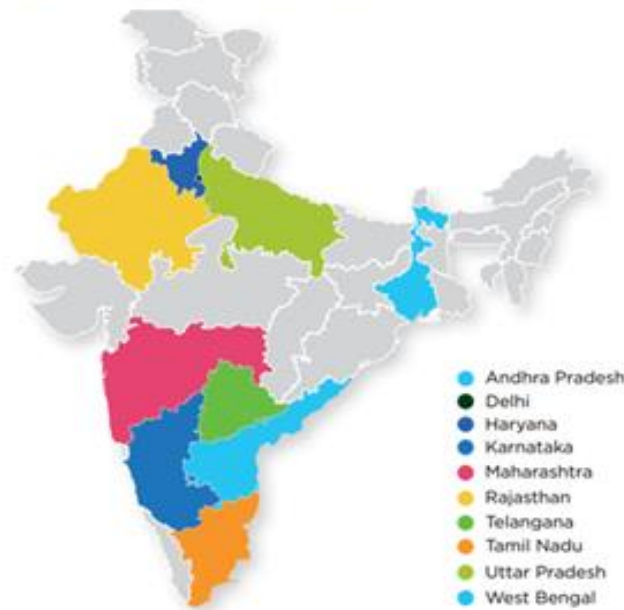 Andhra Pradesh
Delhi
Haryana
Karnataka
Maharashtra
Rajasthan
Telangana
Tamil Nadu
Uttar Pradesh
West Bengal